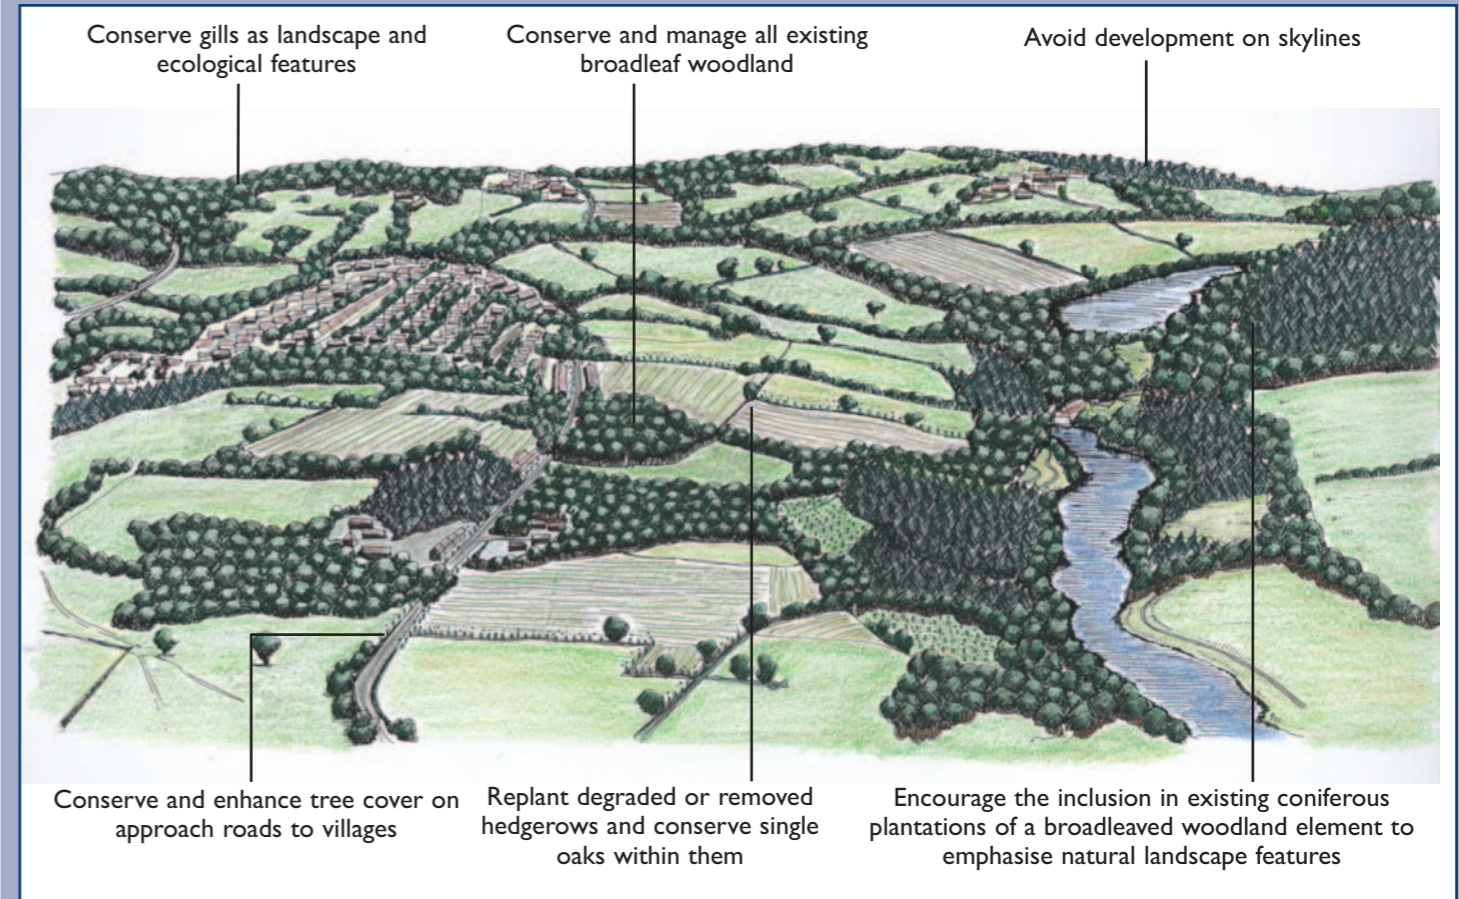 Conserve gills as landscape and
ecological features
Conserve and manage all existing
broadleaf woodland
Avoid development on skylines
Conserve and enhance tree cover on
approach roads to villages
Replant degraded or removed
hedgerows and conserve single
oaks within them
Encourage the inclusion in existing coniferous
plantations of a broadleaved woodland element to
emphasise natural landscape features